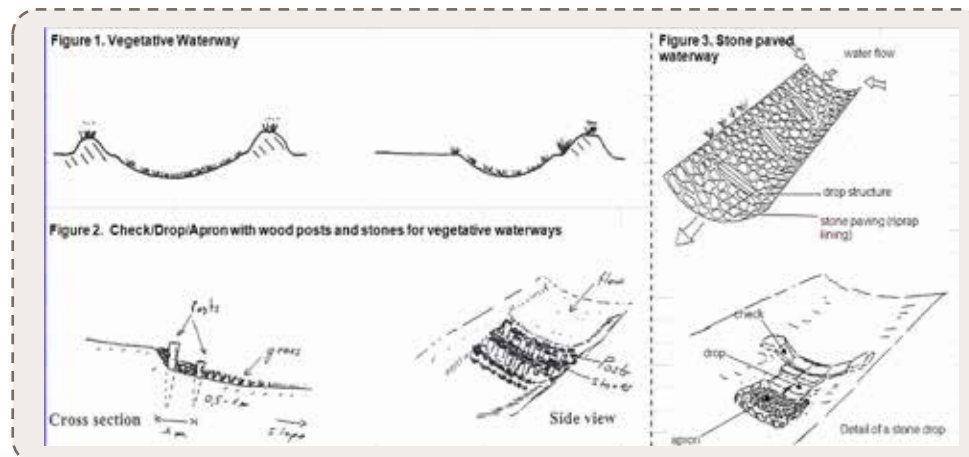 Figure 1. Vegetative Waterway
Figure 2. Check/Drop/Apron with wood posts and stones for vegetative waterways
Posts
grass
0,5-1m
Cross section
1m
Slope
flow
Posts
stones
Side view
Figure 3. Stone paved
waterway
water flow
drop structure
stone paving (riprap
lining)
check
drop
apron
Detail of a stone drop